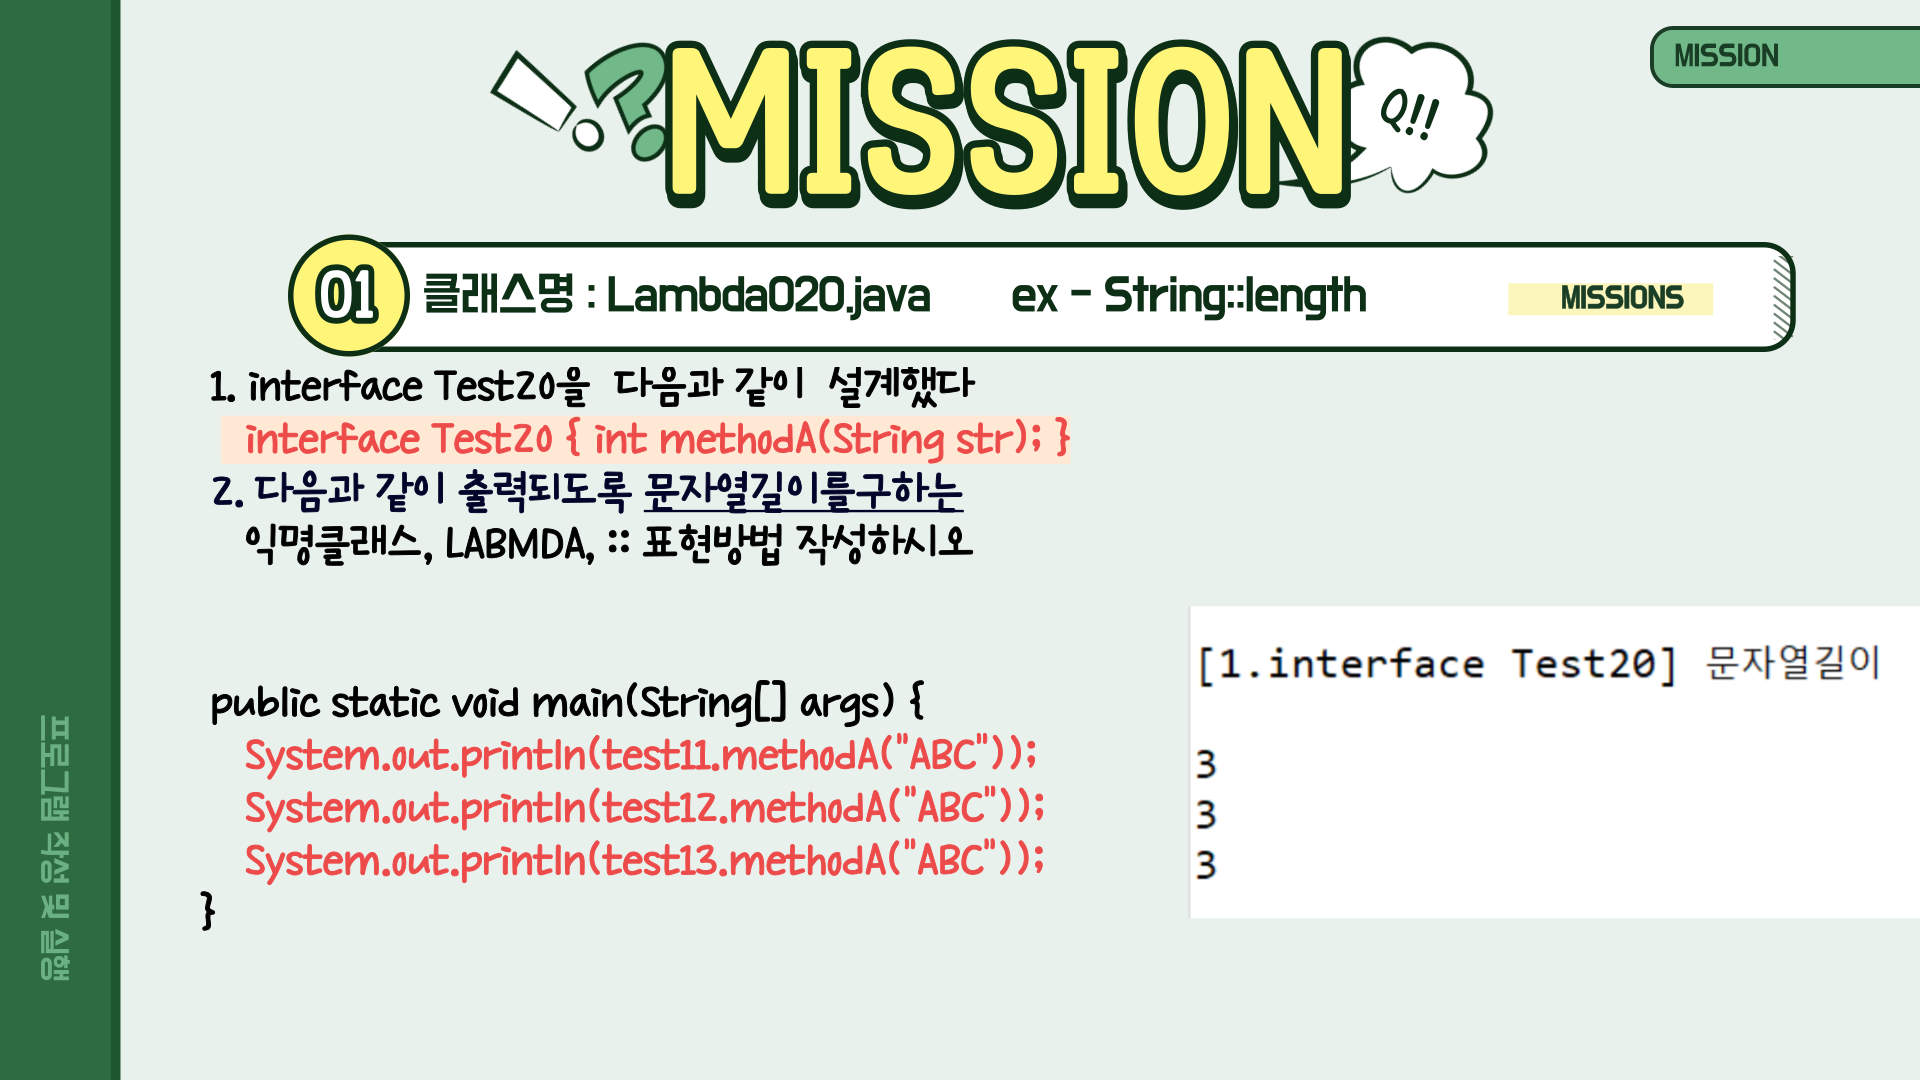 MISSION
!?
MISSION
Q!!
01
클래스명 : Lambda020.java ex - String::length
MISSIONS
1. interface Test20을 다음과 같이 설계했다
interface Test20 { int methodA(String str); }
2. 다음과 같이 출력되도록 문자열길이를구하는
익명클래스, LABMDA, :: 표현방법 작성하시오
public static void main(String[] args) {
System.out.println(test11.methodA("ABC"));
System.out.println(test12.methodA("ABC"));
System.out.println(test13.methodA("ABC"));
}
[1.interface Test20] 문자열길이
3
3
3
프로그램 작성 및 실행